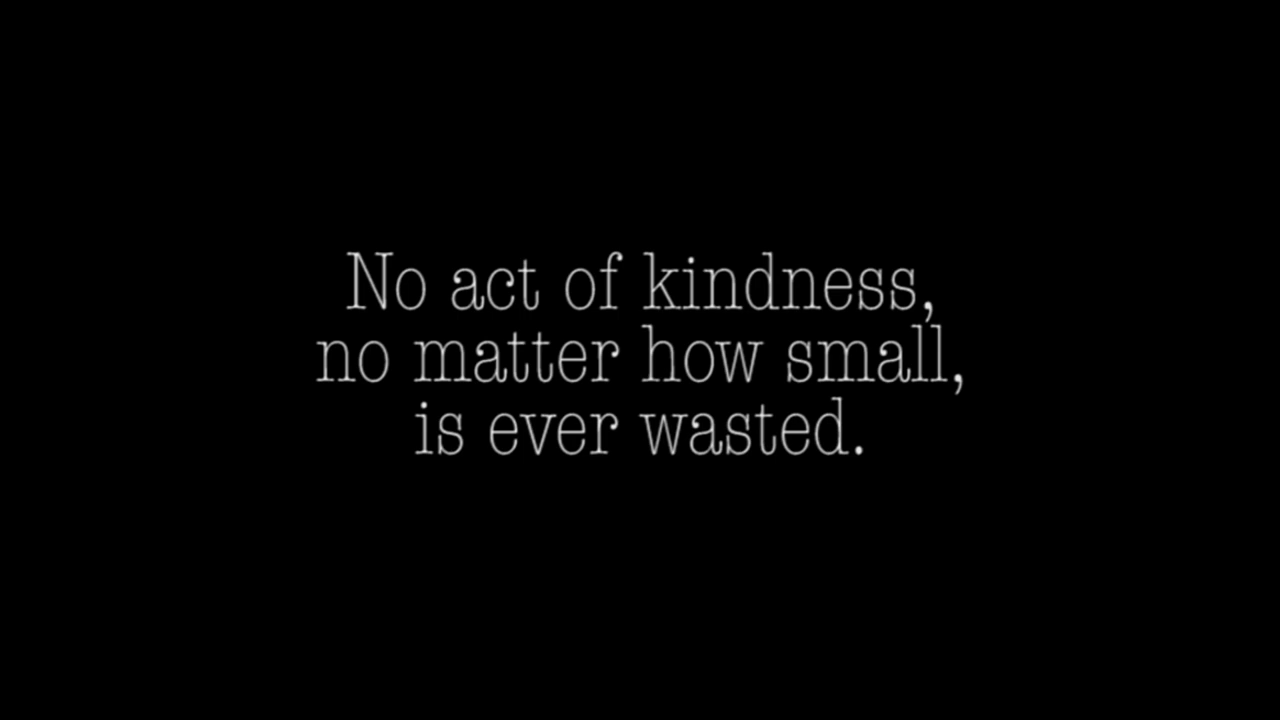 No act of kindness,
no matter how small,
is ever wasted.